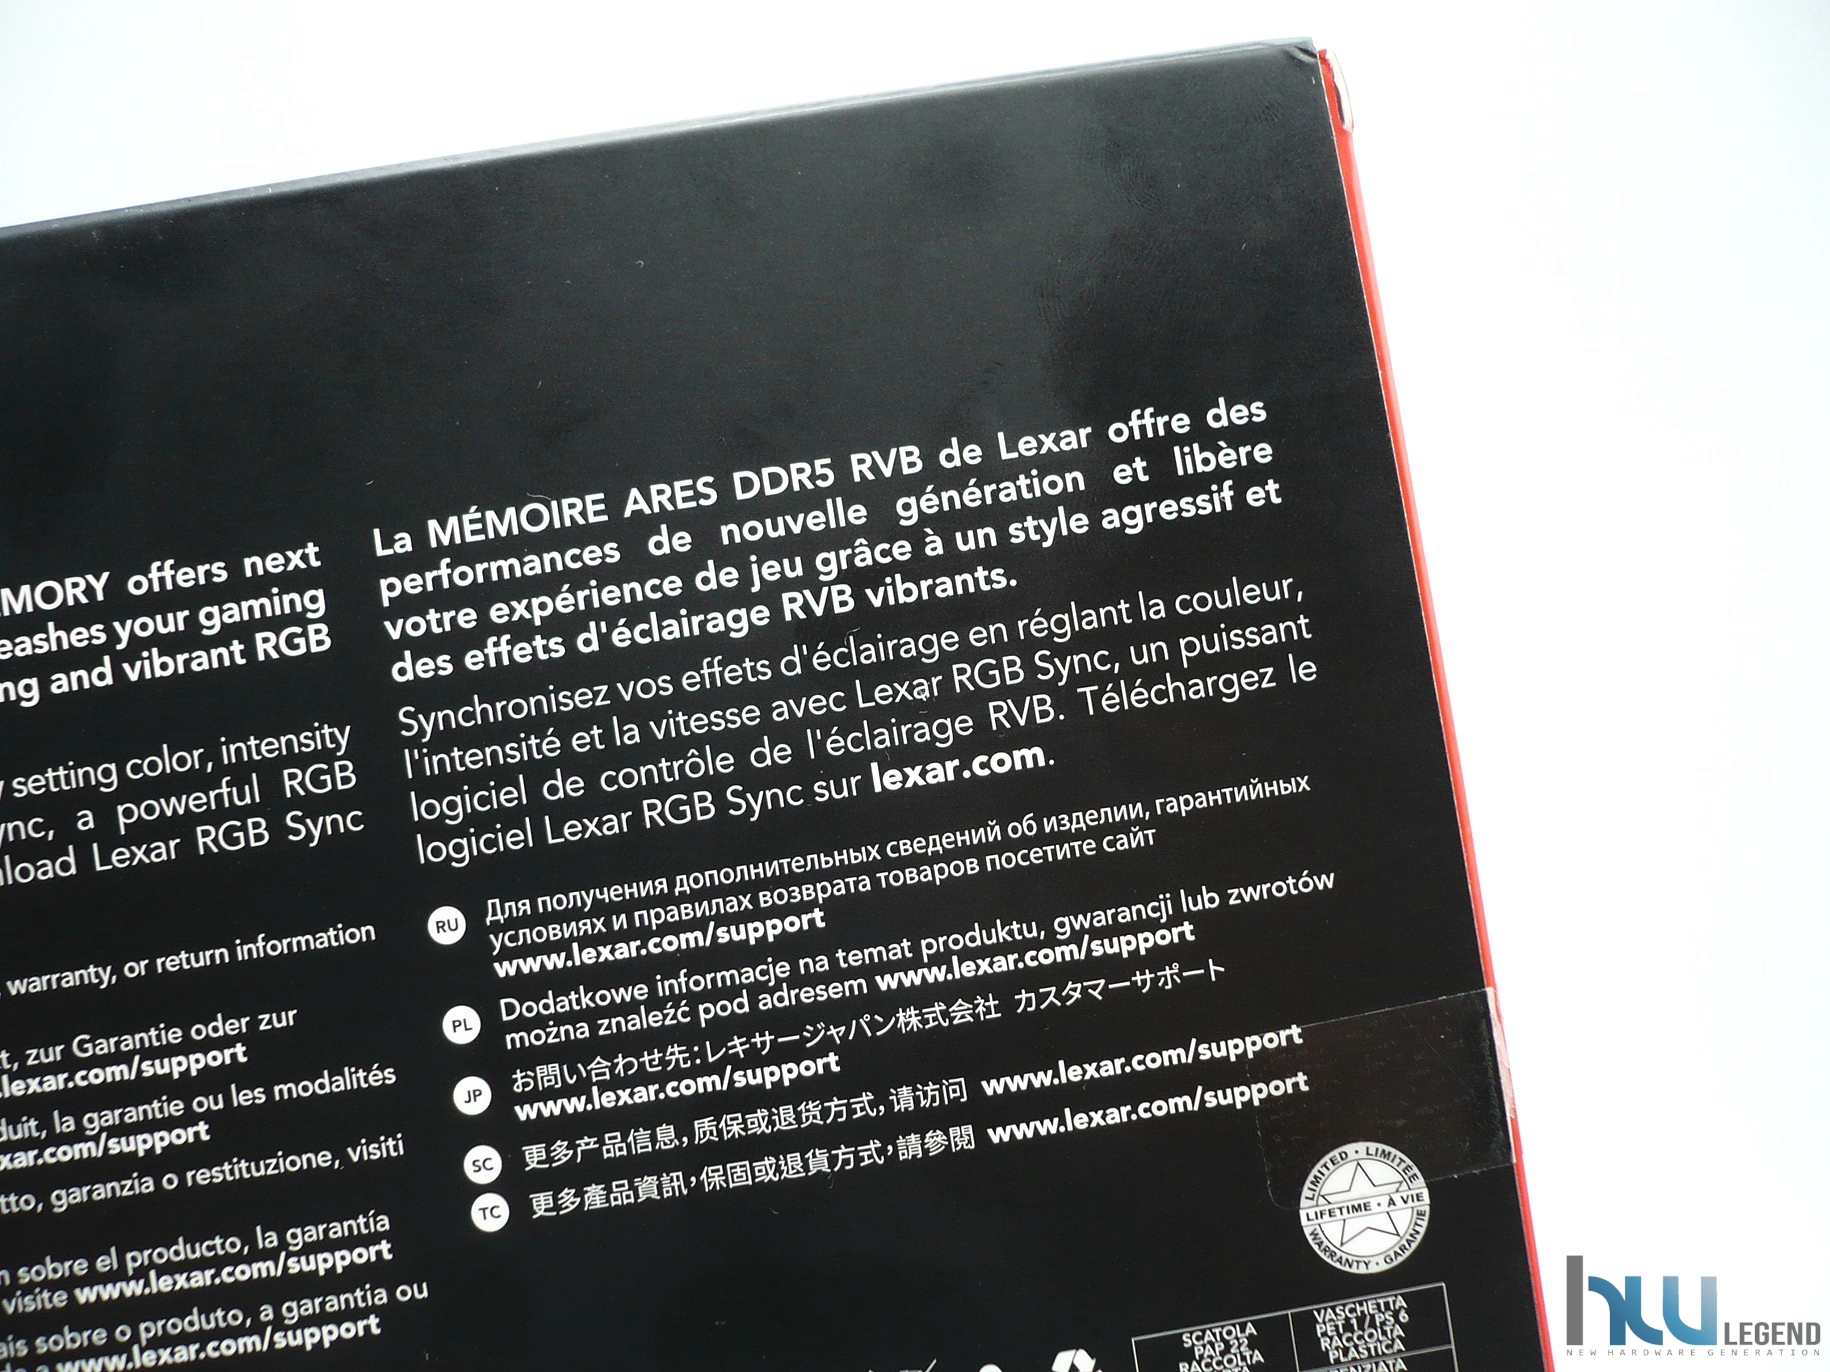 MORY offers next
eashes your gaming
ng and vibrant RGB
setting color, intensity
ync, a powerful RGB
load Lexar RGB Sync
, warranty, or return information
t, zur Garantie oder zur
.lexar.com/support
duit, la garantie ou les modalités
xar.com/support
tto, garanzia o restituzione, visiti
n sobre el producto, la garantía
visite www.lexar.com/support
ais sobre o produto, a garantia ou
www.lexar.com/support
La MÉMOIRE ARES DDR5 RVB de Lexar offre des
performances de nouvelle génération et libère
votre expérience de jeu grâce à un style agressif et
des effets d'éclairage RVB vibrants.
Synchronisez vos effets d'éclairage en réglant la couleur,
l'intensité et la vitesse avec Lexar RGB Sync, un puissant
logiciel de contrôle de l'éclairage RVB. Téléchargez le
logiciel Lexar RGB Sync sur lexar.com.
RU Для получения дополнительных сведений об изделии, гарантийных
условиях и правилах возврата товаров посетите сайт
www.lexar.com/support
PL Dodatkowe informacje na temat produktu, gwarancji lub zwrotów
można znaleźć pod adresem www.lexar.com/support
JP お問い合わせ先:レキサージャパン株式会社 カスタマーサポート
www.lexar.com/support
SC 更多产品信息,质保或退货方式,请访问 www.lexar.com/support
TC 更多產品資訊,保固或退貨方式,請參閱 www.lexar.com/support
LIMITED • LIMITÉE
LIFETIME • À VIE
WARRANTY • GARANTIE
SCATOLA
PAP 22
RACCOLTA
VASCHETTA
PET 1 / PS 6
RACCOLTA
PLASTICA
hw LEGEND
NEW HARDWARE GENERATION